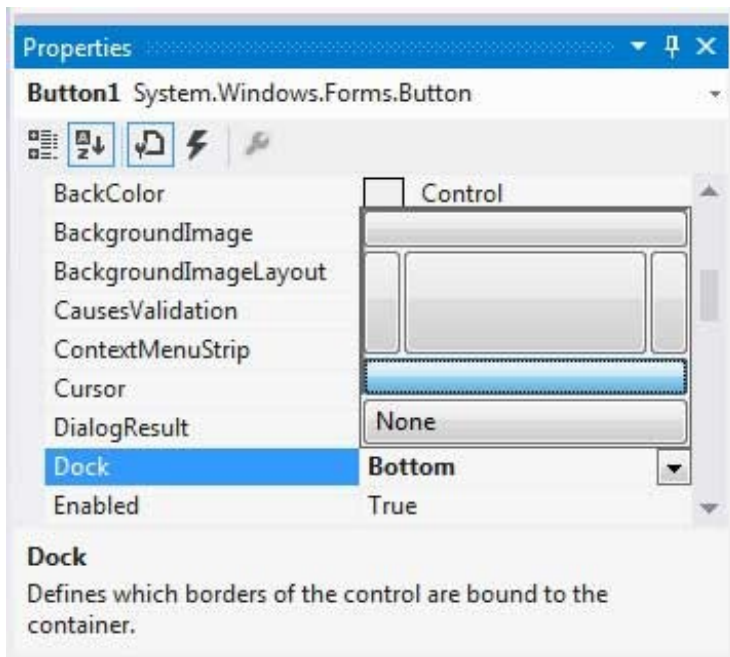 Properties
Button1 System.Windows.Forms.Button
BackColor Control
BackgroundImage
BackgroundImageLayout
CausesValidation
ContextMenuStrip
Cursor
DialogResult None
Dock Bottom
Enabled True
Dock
Defines which borders of the control are bound to the
container.